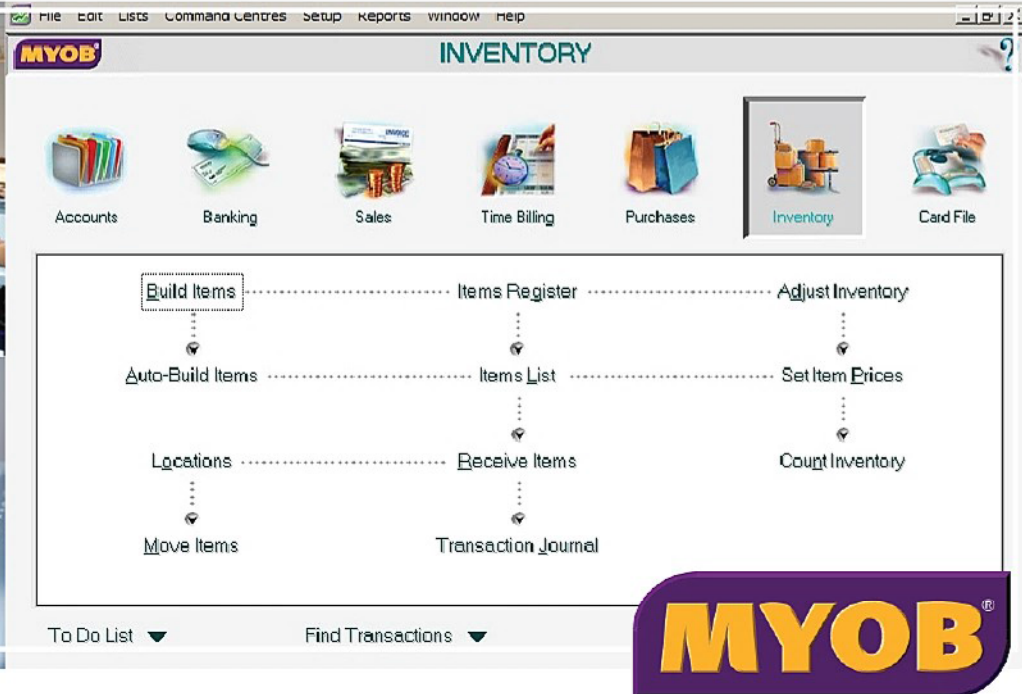 File Edit Lists Command Centres Setup Reports Window Help
MYOB INVENTORY ?
INVOICE
Accounts Banking Sales Time Billing Purchases Inventory Card File
Build Items Items Register Adjust Inventory
Auto-Build Items Items List Set Item Prices
Locations Receive Items Count Inventory
Move Items Transaction Journal
To Do List Find Transactions
MYOB®